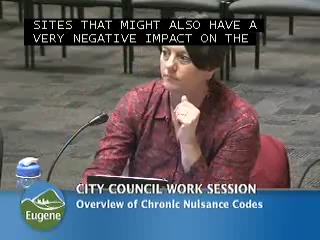 SITES THAT MIGHT ALSO HAVE A
VERY NEGATIVE IMPACT ON THE
CITY COUNCIL WORK SESSION
Overview of Chronic Nuisance Codes
Eugene